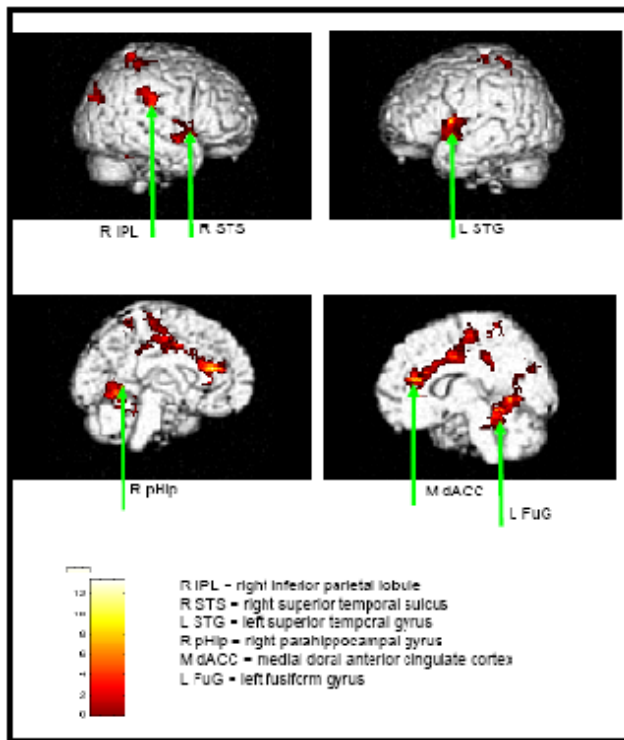 R IPL
R STS
L STG
R pHip
M dACC
L FuG
12
10
8
6
4
2
0
R IPL = right inferior parietal lobule
R STS = right superior temporal sulcus
L STG = left superior temporal gyrus
R pHip = right parahippocampal gyrus
M dACC = medial doral anterior cingulate cortex
L FuG = left fusiform gyrus